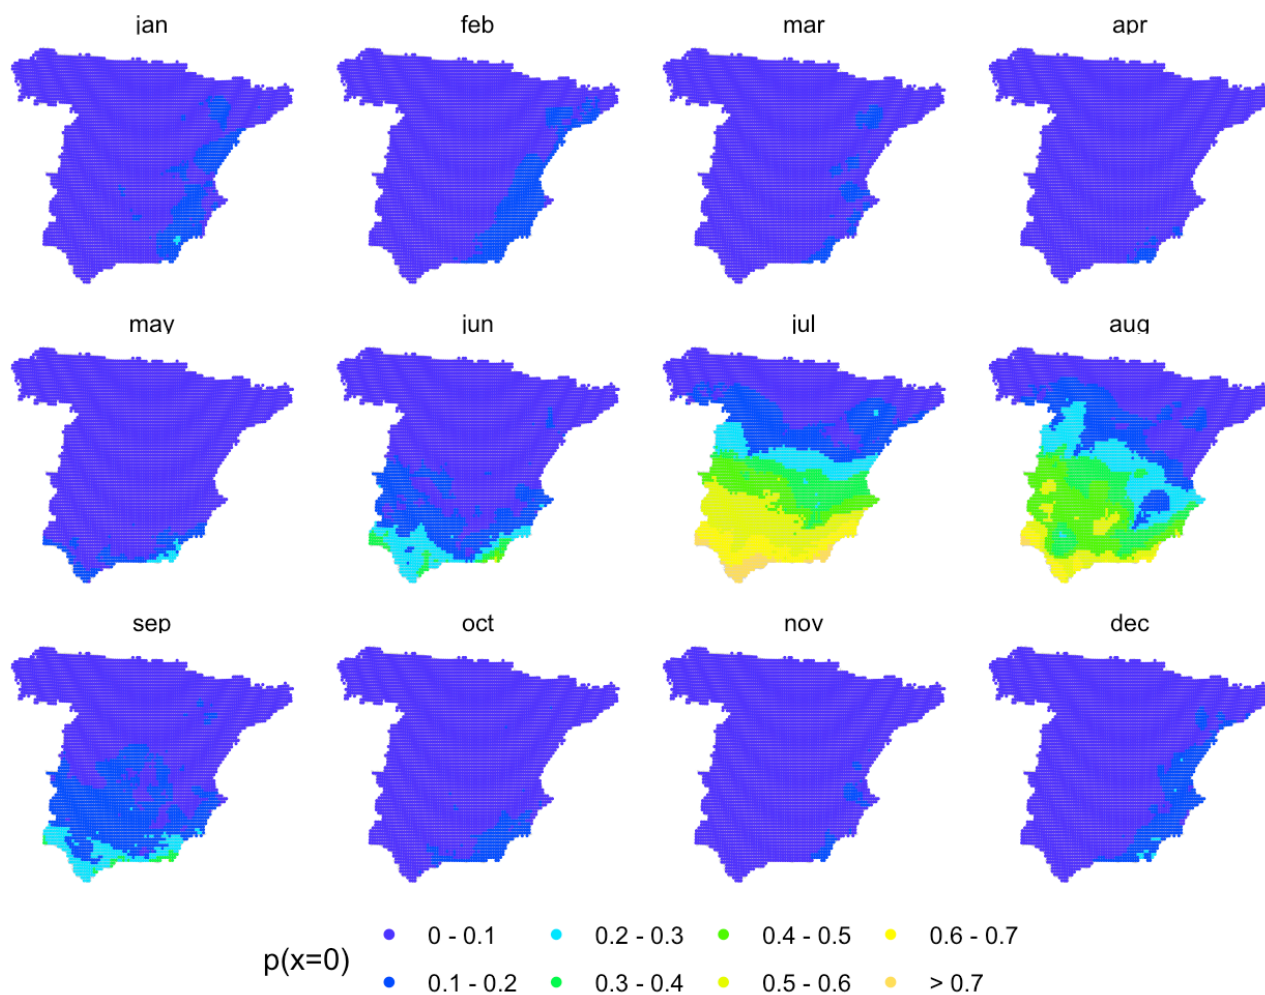 jan feb mar apr
may jun jul aug
sep oct nov dec
p(x=0)
0 - 0.1 0.2 - 0.3 0.4 - 0.5 0.6 - 0.7
0.1 - 0.2 0.3 - 0.4 0.5 - 0.6 > 0.7